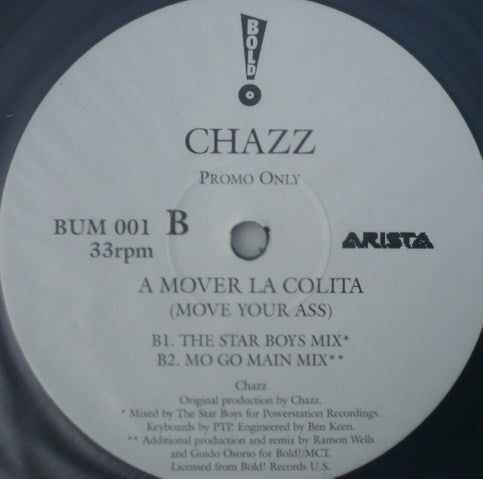 BOLD!
CHAZZ
PROMO ONLY
BUM 001 B
33rpm
ARISTA
A MOVER LA COLITA
(MOVE YOUR ASS)
B1. THE STAR BOYS MIX*
B2. MO GO MAIN MIX**
Chazz
Original production by Chazz.
* Mixed by The Star Boys for Powerstation Recordings.
Keyboards by PTP. Engineered by Ben Keen.
** Additional production and remix by Ramon Wells
and Guido Osorio for Bold!/MCT.
Licensed from Bold! Records U.S.